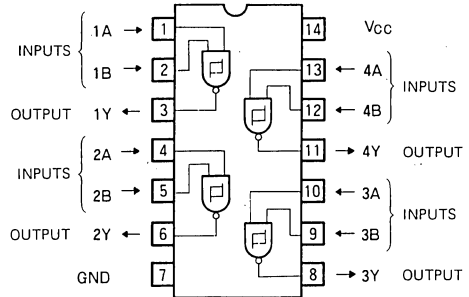 1A → 1 14 Vcc
INPUTS
1B → 2 13 ← 4A
INPUTS
OUTPUT 1Y ← 3 12 ← 4B
2A → 4 11 → 4Y OUTPUT
INPUTS
2B → 5 10 ← 3A
INPUTS
OUTPUT 2Y ← 6 9 ← 3B
GND 7 8 → 3Y OUTPUT